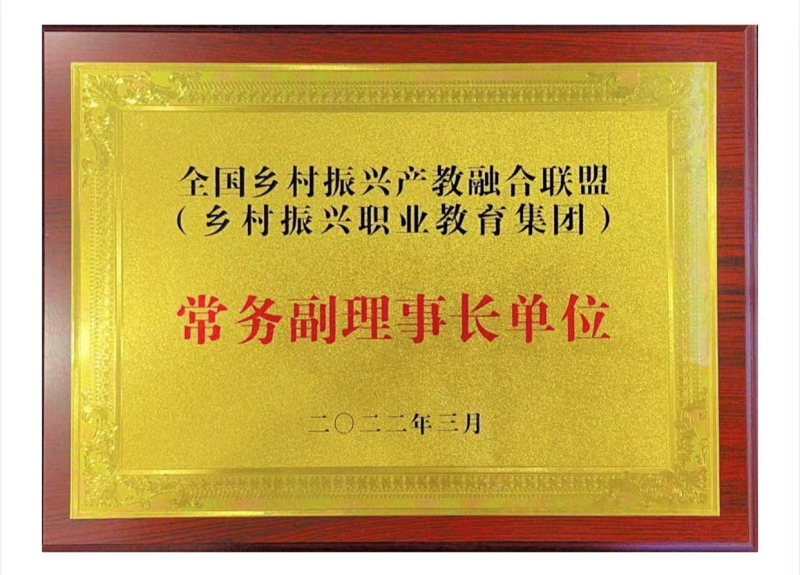 全国乡村振兴产教融合联盟
（乡村振兴职业教育集团）
常务副理事长单位
二〇二二年三月